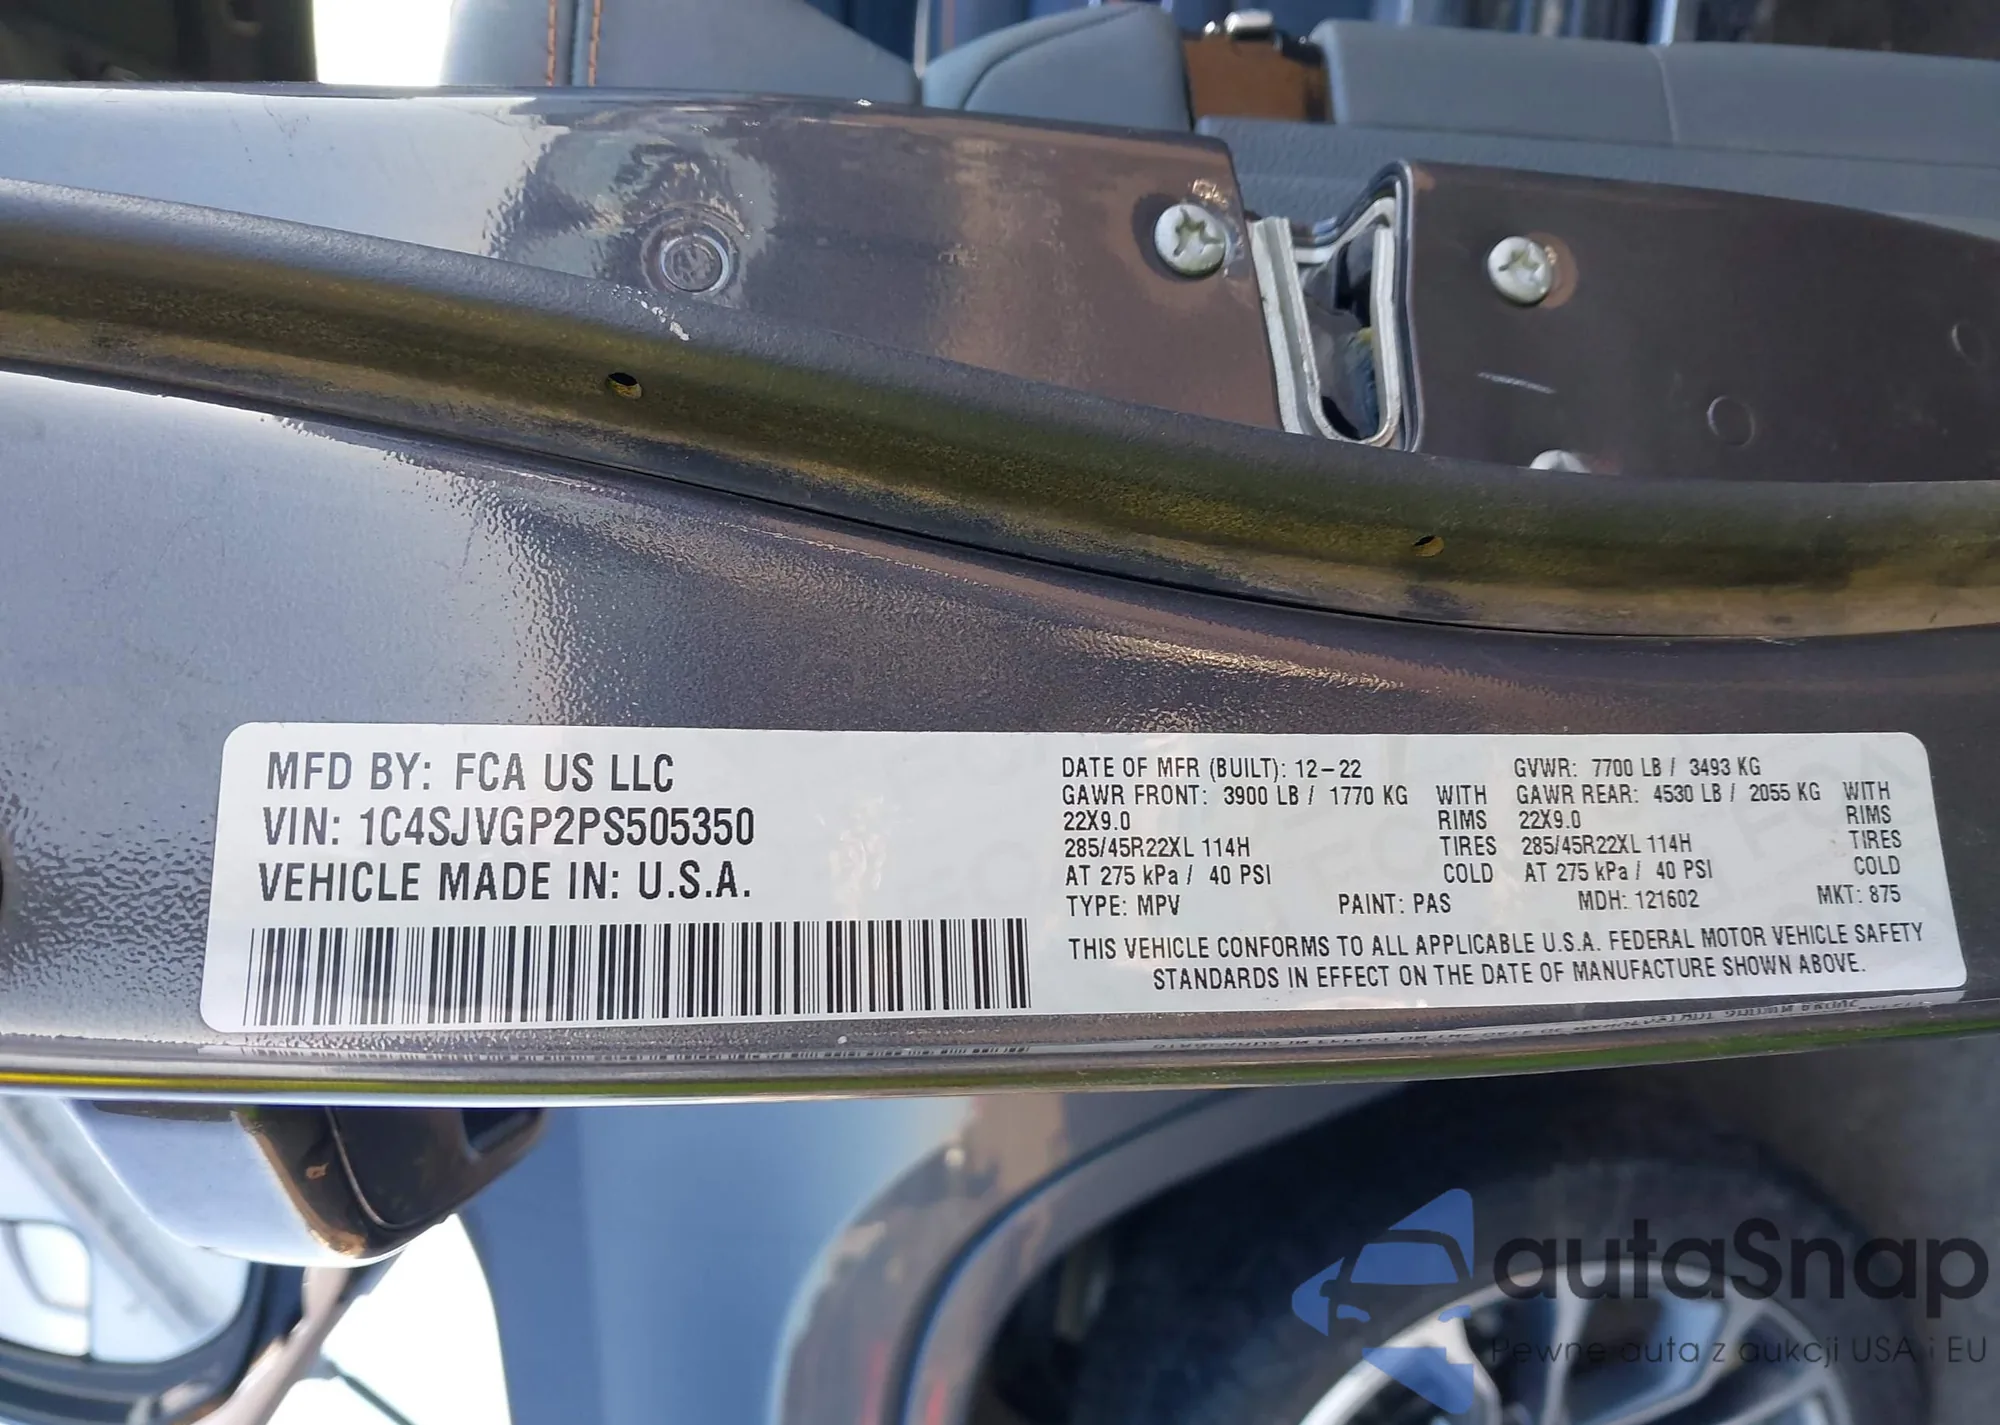 MFD BY: FCA US LLC
VIN: 1C4SJVGP2PS505350
VEHICLE MADE IN: U.S.A.
DATE OF MFR (BUILT): 12-22 GVWR: 7700 LB / 3493 KG
GAWR FRONT: 3900 LB / 1770 KG WITH GAWR REAR: 4530 LB / 2055 KG WITH
22X9.0 RIMS 22X9.0 RIMS
285/45R22XL 114H TIRES 285/45R22XL 114H TIRES
AT 275 kPa / 40 PSI COLD AT 275 kPa / 40 PSI COLD
TYPE: MPV PAINT: PAS MDH: 121602 MKT: 875
THIS VEHICLE CONFORMS TO ALL APPLICABLE U.S.A. FEDERAL MOTOR VEHICLE SAFETY
STANDARDS IN EFFECT ON THE DATE OF MANUFACTURE SHOWN ABOVE.
autaSnap
Pewne auta z aukcji USA i EU